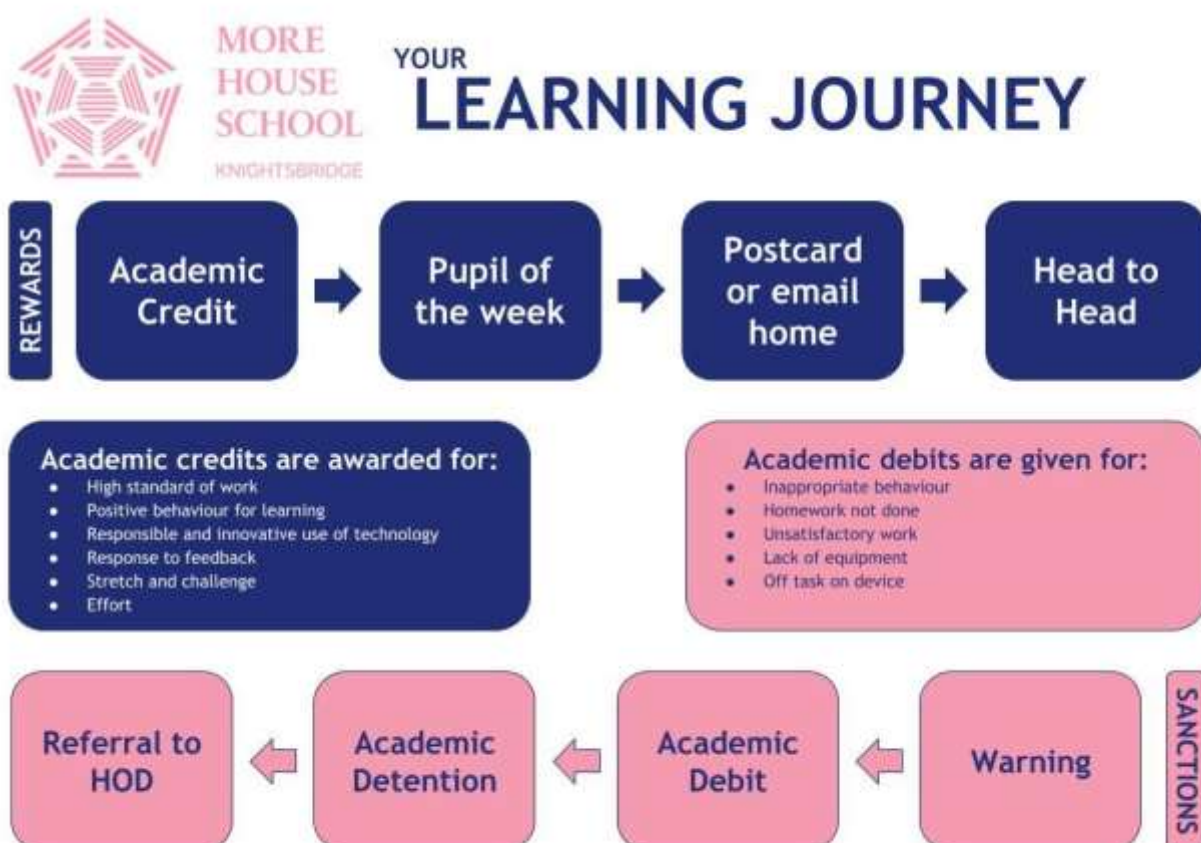 MORE
HOUSE
SCHOOL
KNIGHTSBRIDGE
YOUR
LEARNING JOURNEY
REWARDS
Academic
Credit
Pupil of
the week
Postcard
or email
home
Head to
Head
Academic credits are awarded for:
● High standard of work
● Positive behaviour for learning
● Responsible and innovative use of technology
● Response to feedback
● Stretch and challenge
● Effort
Academic debits are given for:
● Inappropriate behaviour
● Homework not done
● Unsatisfactory work
● Lack of equipment
● Off task on device
Referral to
HOD
Academic
Detention
Academic
Debit
Warning
SANCTIONS